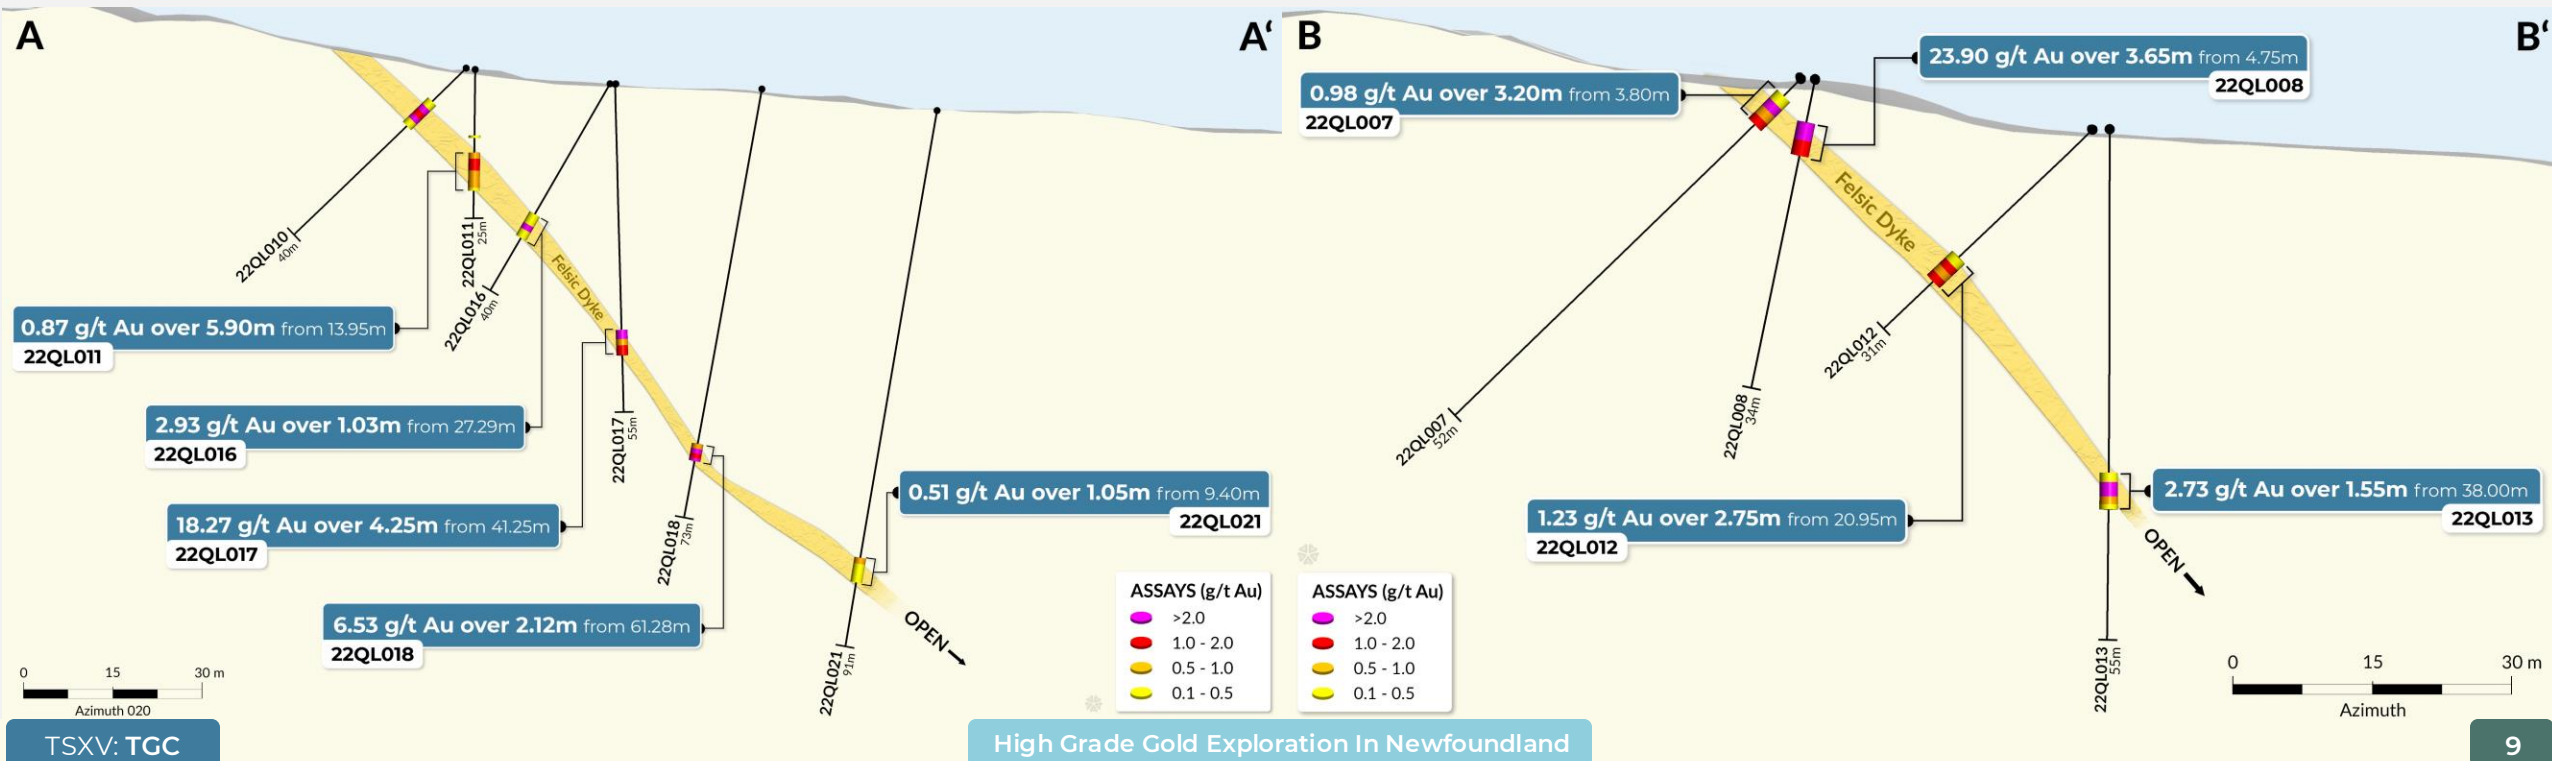 A
A‘
22QL010
40m
22QL011
25m
22QL016
40m
Felsic Dyke
22QL017
55m
22QL018
73m
22QL021
91m
0.87 g/t Au over 5.90m from 13.95m
22QL011
2.93 g/t Au over 1.03m from 27.29m
22QL016
18.27 g/t Au over 4.25m from 41.25m
22QL017
6.53 g/t Au over 2.12m from 61.28m
22QL018
0.51 g/t Au over 1.05m from 9.40m
22QL021
OPEN
ASSAYS (g/t Au)
>2.0
1.0 - 2.0
0.5 - 1.0
0.1 - 0.5
0 15 30 m
Azimuth 020
B
B‘
0.98 g/t Au over 3.20m from 3.80m
22QL007
23.90 g/t Au over 3.65m from 4.75m
22QL008
Felsic Dyke
22QL007
52m
22QL008
34m
22QL012
31m
22QL013
55m
1.23 g/t Au over 2.75m from 20.95m
22QL012
2.73 g/t Au over 1.55m from 38.00m
22QL013
OPEN
ASSAYS (g/t Au)
>2.0
1.0 - 2.0
0.5 - 1.0
0.1 - 0.5
0 15 30 m
Azimuth
TSXV: TGC
High Grade Gold Exploration In Newfoundland
9